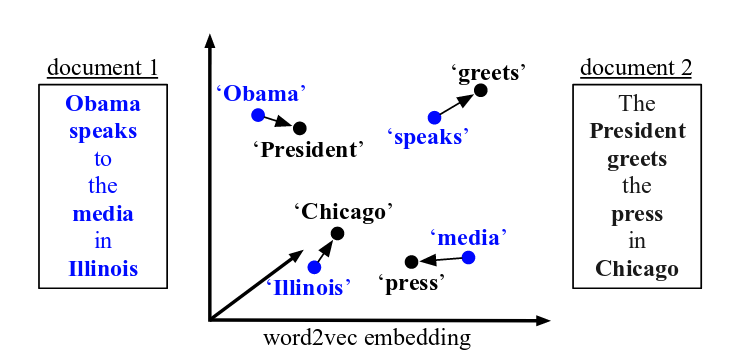 document 1
Obama
speaks
to
the
media
in
Illinois
‘Obama’
‘President’
‘greets’
‘speaks’
‘Chicago’
‘Illinois’
‘media’
‘press’
word2vec embedding
document 2
The
President
greets
the
press
in
Chicago